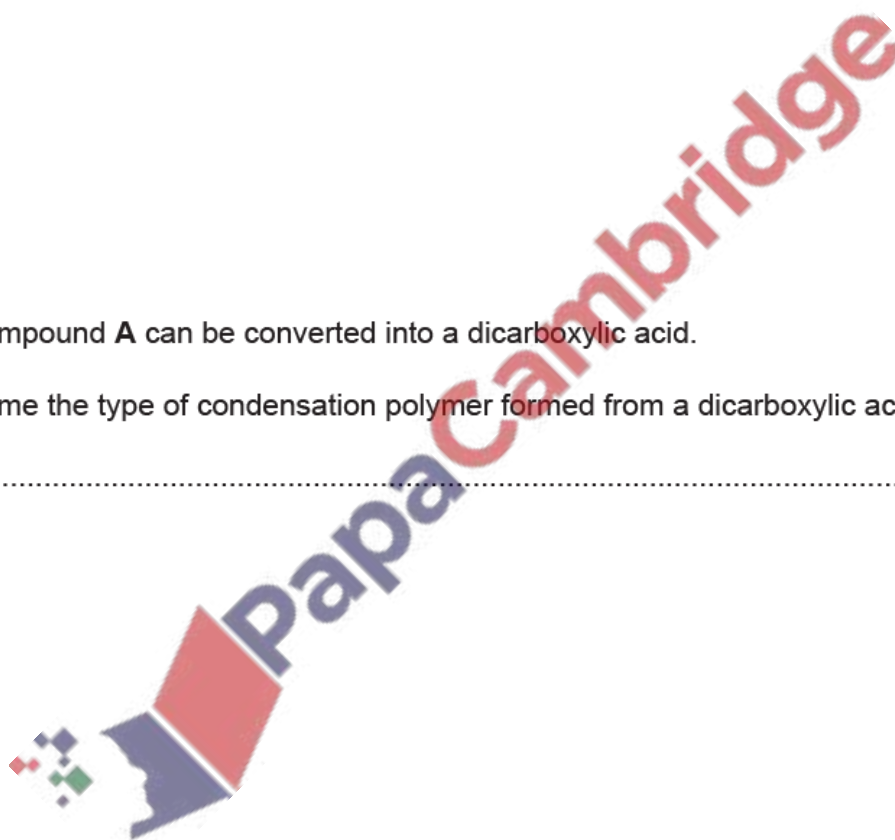 mpound A can be converted into a dicarboxylic acid.
me the type of condensation polymer formed from a dicarboxylic ac
PapaCambridge